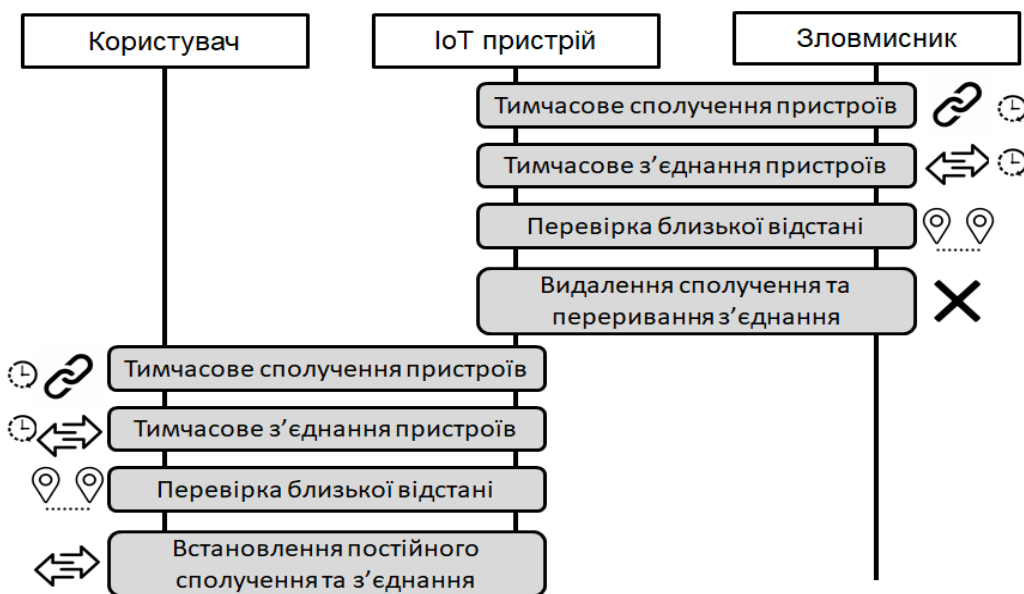 Користувач
IoT пристрій
Зловмисник
Тимчасове сполучення пристроїв
Тимчасове з’єднання пристроїв
Перевірка близької відстані
Видалення сполучення та
переривання з’єднання
Тимчасове сполучення пристроїв
Тимчасове з’єднання пристроїв
Перевірка близької відстані
Встановлення постійного
сполучення та з’єднання